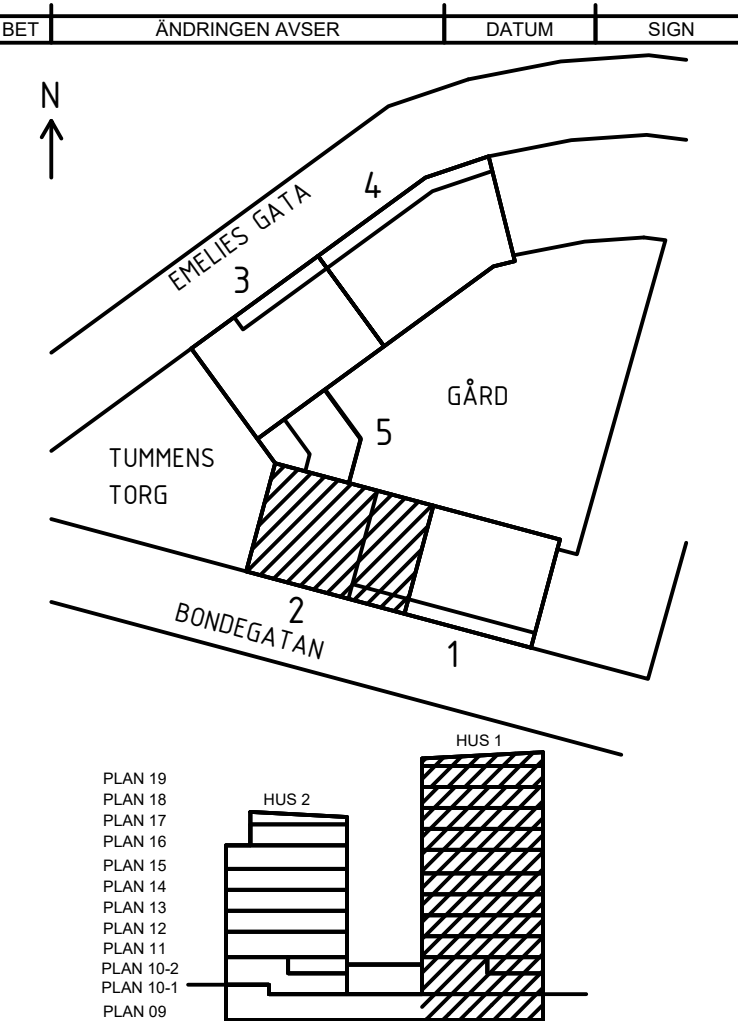 BET ÄNDRINGEN AVSER DATUM SIGN
N
4
EMELIES GATA
3
GÅRD
5
TUMMENS
TORG
2
BONDEGATAN
1
HUS 1
PLAN 19
PLAN 18
HUS 2
PLAN 17
PLAN 16
PLAN 15
PLAN 14
PLAN 13
PLAN 12
PLAN 11
PLAN 10-2
PLAN 10-1
PLAN 09